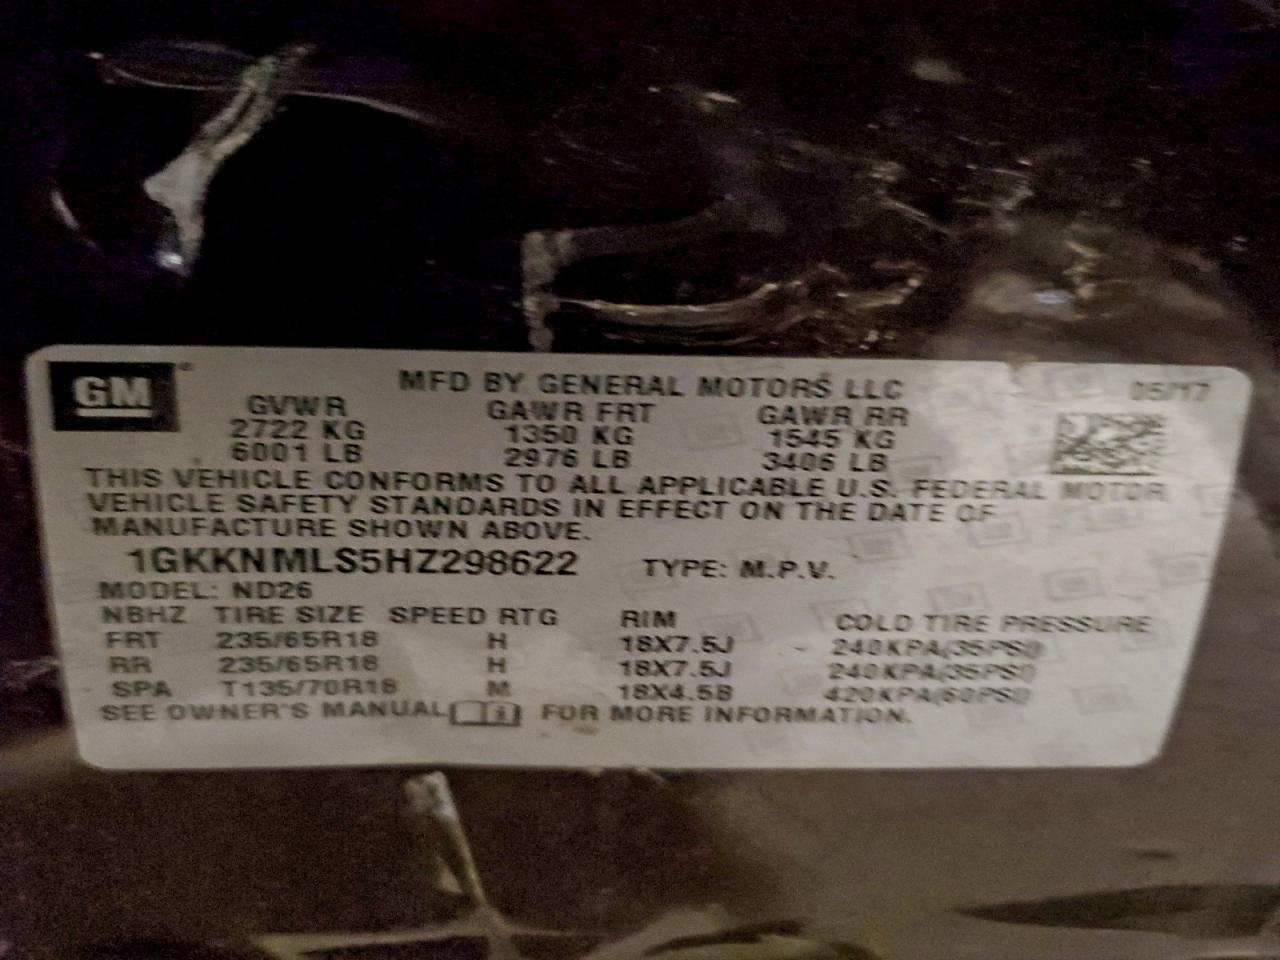 GM
MFD BY GENERAL MOTORS LLC 05/17
GVWR GAWR FRT GAWR RR
2722 KG 1350 KG 1545 KG
6001 LB 2976 LB 3406 LB
THIS VEHICLE CONFORMS TO ALL APPLICABLE U.S. FEDERAL MOTOR
VEHICLE SAFETY STANDARDS IN EFFECT ON THE DATE OF
MANUFACTURE SHOWN ABOVE.
1GKKNMLS5HZ298622 TYPE: M.P.V.
MODEL: ND26
NBHZ TIRE SIZE SPEED RTG RIM COLD TIRE PRESSURE
FRT 235/65R18 H 18X7.5J 240KPA(35PSI)
RR 235/65R18 H 18X7.5J 240KPA(35PSI)
SPA T135/70R18 M 18X4.5B 420KPA(60PSI)
SEE OWNER'S MANUAL FOR MORE INFORMATION.